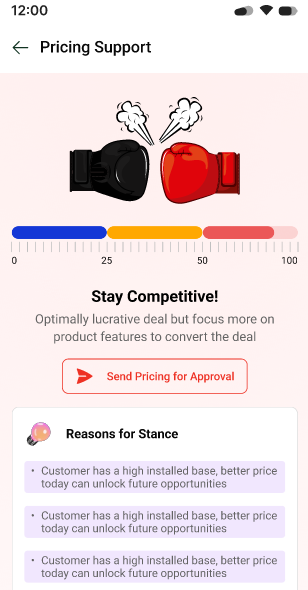 12:00
Pricing Support
0 25 50 100
Stay Competitive!
Optimally lucrative deal but focus more on
product features to convert the deal
Send Pricing for Approval
Reasons for Stance
• Customer has a high installed base, better price
today can unlock future opportunities
• Customer has a high installed base, better price
today can unlock future opportunities
• Customer has a high installed base, better price
today can unlock future opportunities